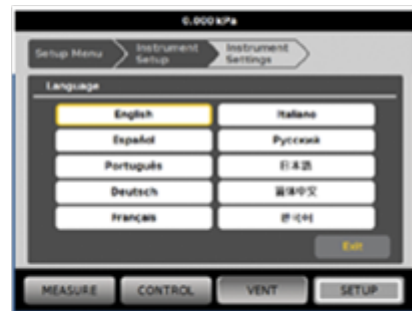 0.000 kPa
Setup Menu
Instrument Setup
Instrument Settings
Language
English
Italiano
Español
Русский
Português
日本語
Deutsch
简体中文
Français
한국어
Exit
MEASURE
CONTROL
VENT
SETUP